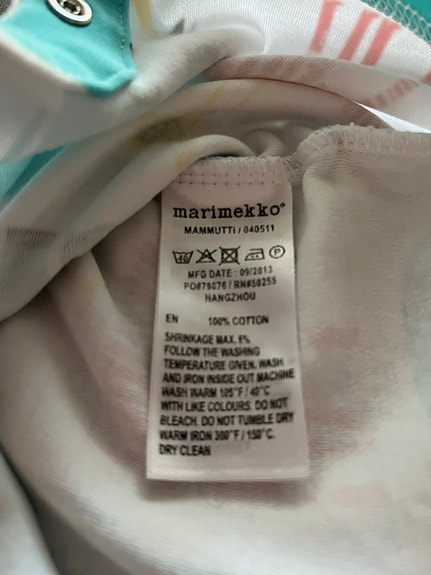 marimekko®
MAMMUTTI / 040511
40 P
MFG DATE: 09/2013
PO#79076 / RN#50255
HANGZHOU
EN 100% COTTON
SHRINKAGE MAX. 6%
FOLLOW THE WASHING
TEMPERATURE GIVEN. WASH
AND IRON INSIDE OUT MACHINE
WASH WARM 105°F / 40°C
WITH LIKE COLOURS. DO NOT
BLEACH. DO NOT TUMBLE DRY
WARM IRON 300°F / 150°C.
DRY CLEAN